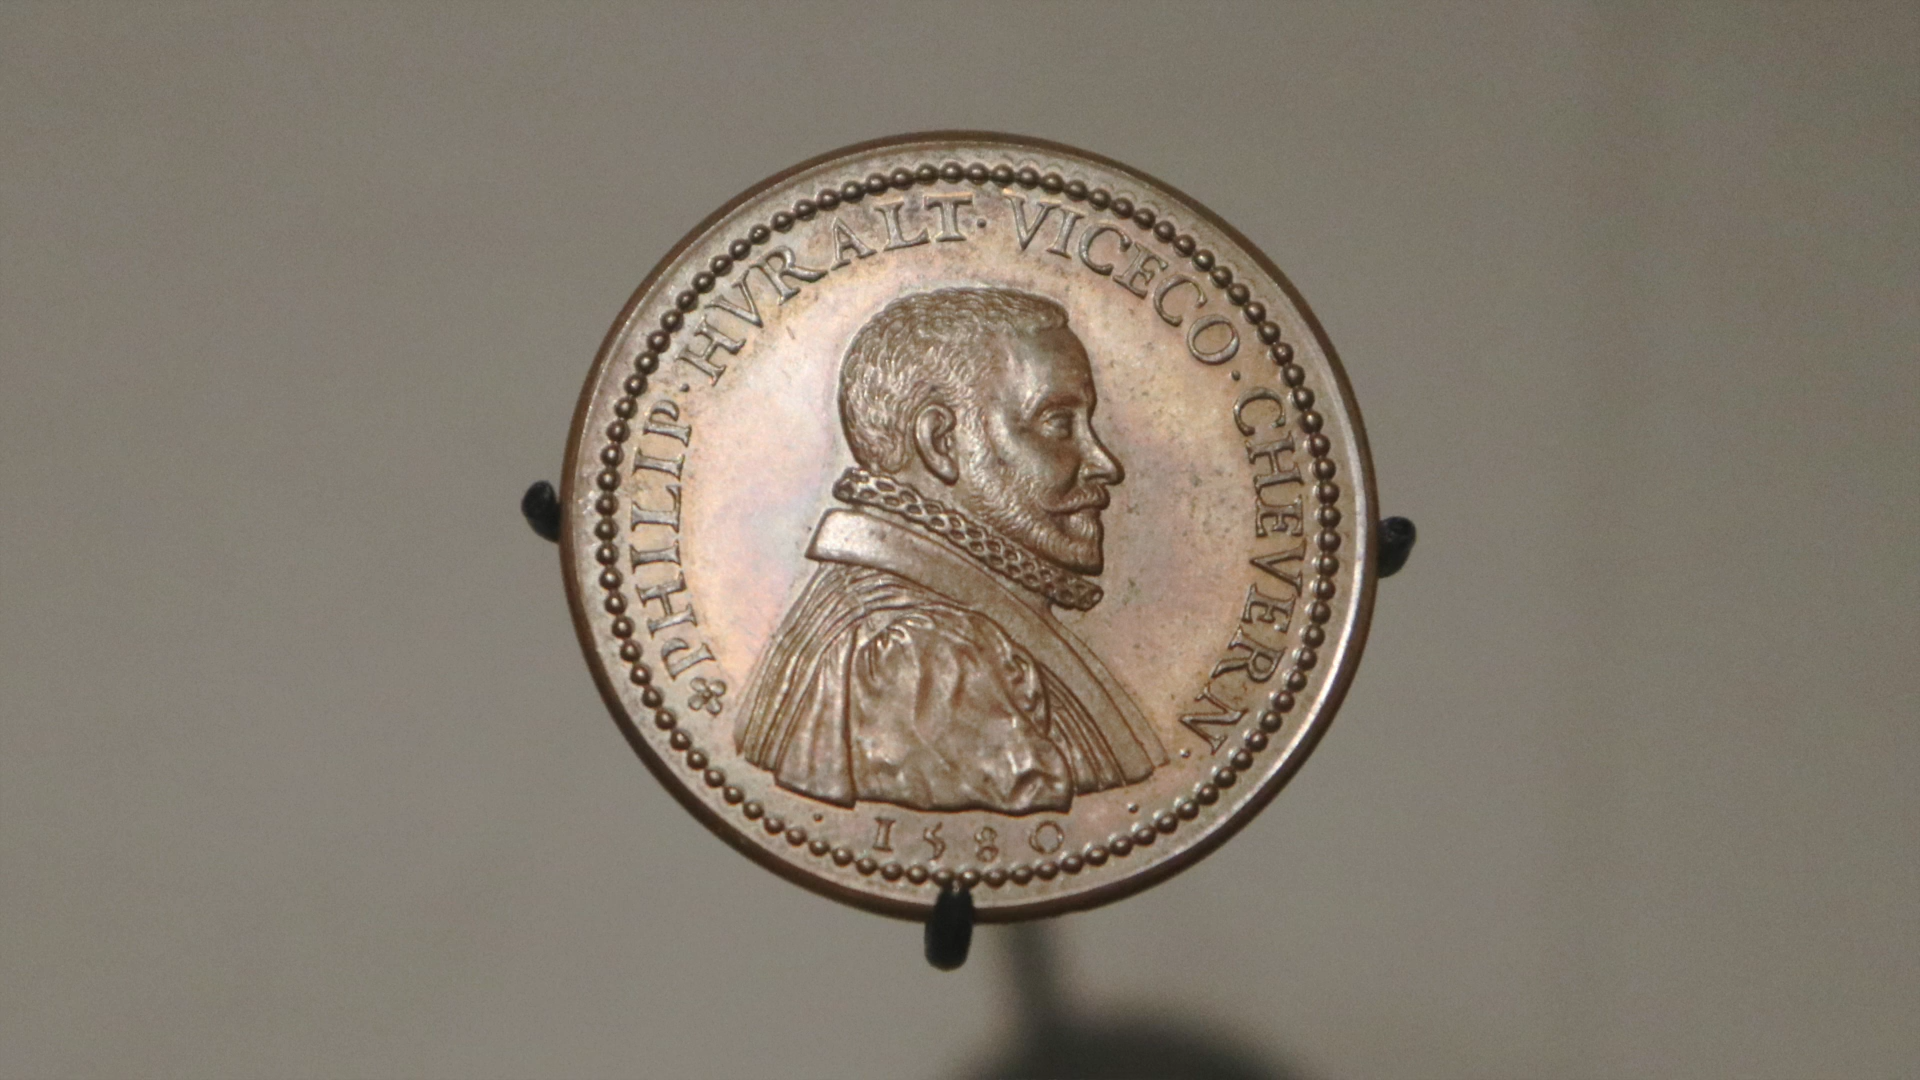 PHILIP · HVRALT · VICECO · CHEVERN ·
· 1580 ·